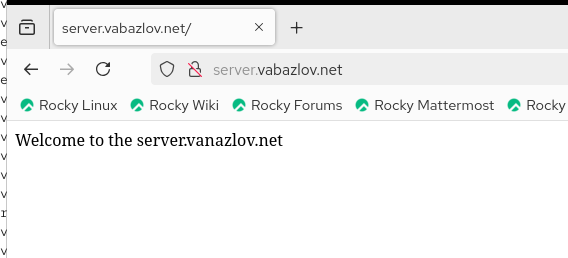 server.vabazlov.net/
server.vabazlov.net
Rocky Linux Rocky Wiki Rocky Forums Rocky Mattermost Rocky
Welcome to the server.vanazlov.net